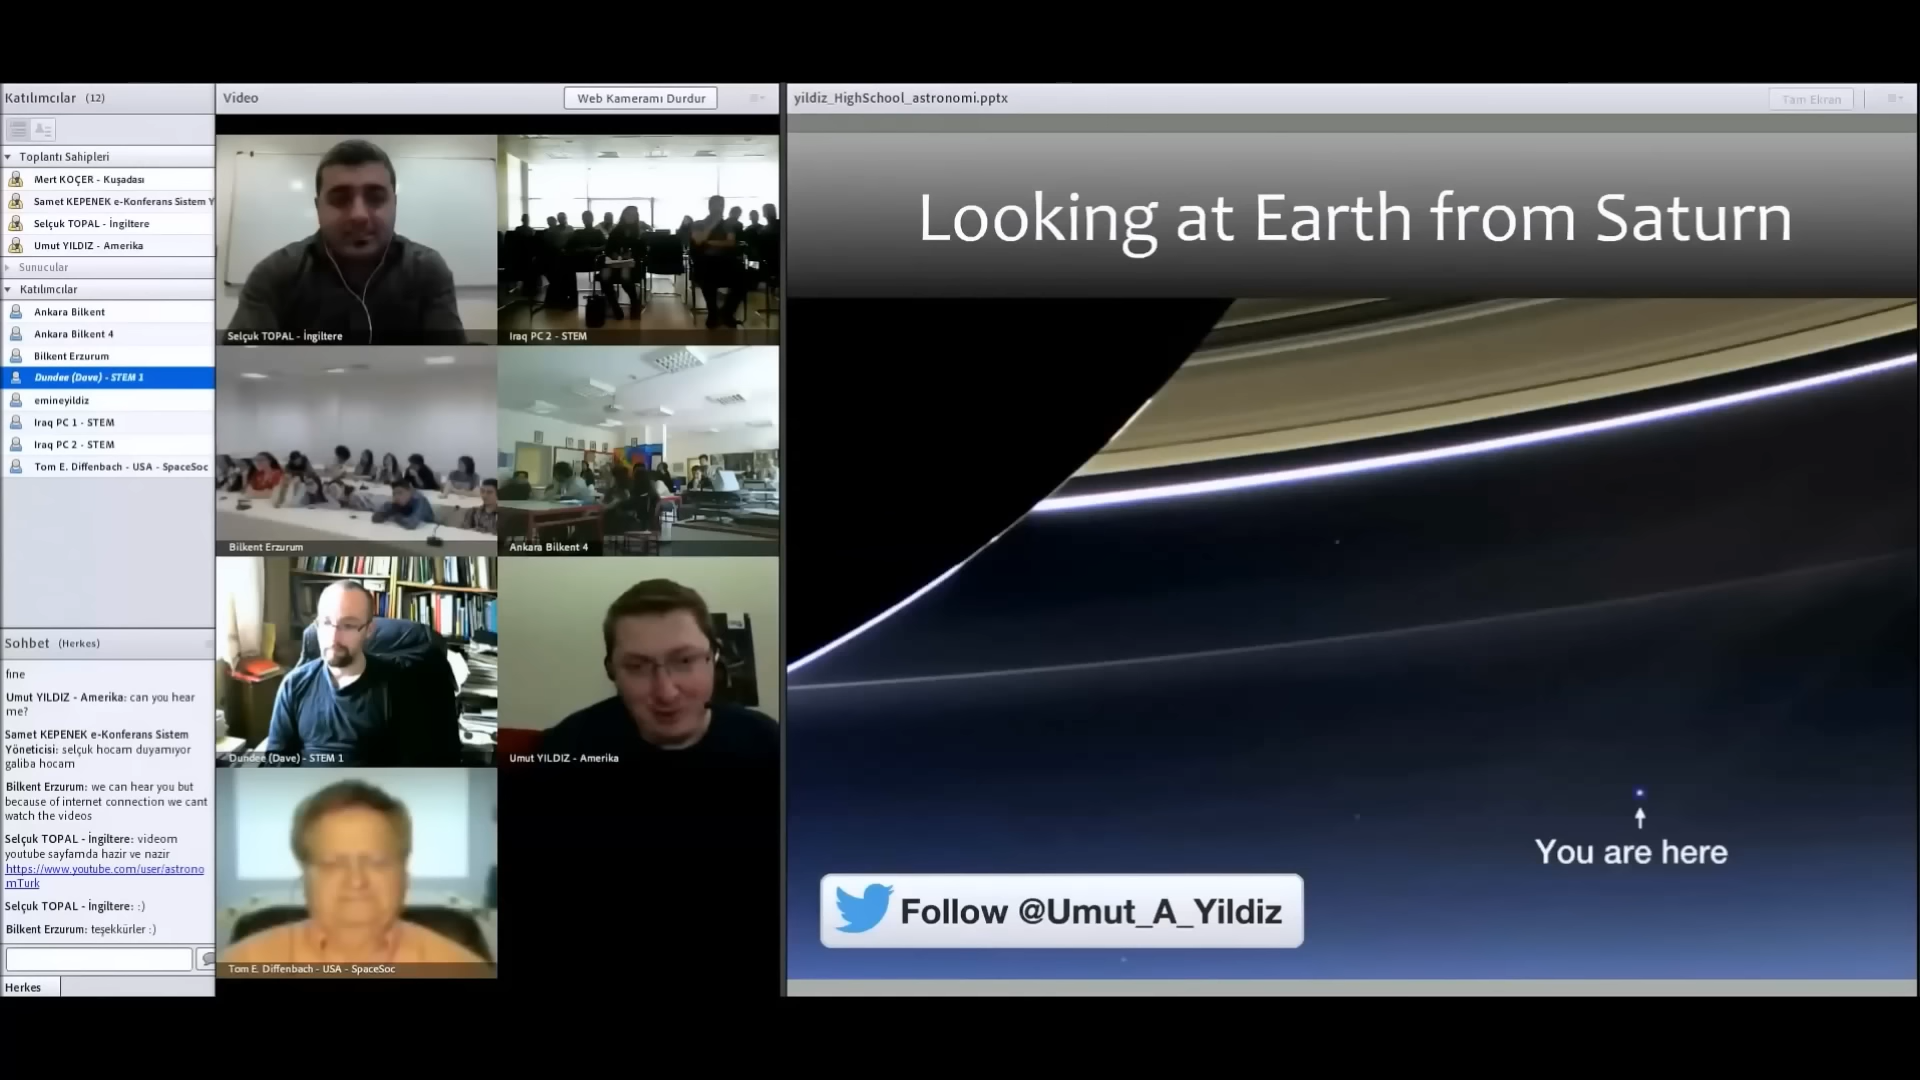 Katılımcılar (12)
Toplantı Sahipleri
Mert KOÇER - Kuşadası
Samet KEPENEK e-Konferans Sistem Y
Selçuk TOPAL - İngiltere
Umut YILDIZ - Amerika
Sunucular
Katılımcılar
Ankara Bilkent
Ankara Bilkent 4
Bilkent Erzurum
Dundee (Dave) - STEM 1
emineyildiz
Iraq PC 1 - STEM
Iraq PC 2 - STEM
Tom E. Diffenbach - USA - SpaceSoc
Sohbet (Herkes)
fine
Umut YILDIZ - Amerika: can you hear
me?
Samet KEPENEK e-Konferans Sistem
Yöneticisi: selçuk hocam duyamıyor
galiba hocam
Bilkent Erzurum: we can hear you but
because of internet connection we cant
watch the videos
Selçuk TOPAL - İngiltere: videom
youtube sayfamda hazir ve nazir
https://www.youtube.com/user/astrono
mTurk
Selçuk TOPAL - İngiltere: :)
Bilkent Erzurum: teşekkürler :)
Herkes
Video
Web Kameramı Durdur
Selçuk TOPAL - İngiltere
Iraq PC 2 - STEM
Bilkent Erzurum
Ankara Bilkent 4
Dundee (Dave) - STEM 1
Umut YILDIZ - Amerika
Tom E. Diffenbach - USA - SpaceSoc
yildiz_HighSchool_astronomi.pptx
Tam Ekran
Looking at Earth from Saturn
You are here
Follow @Umut_A_Yildiz